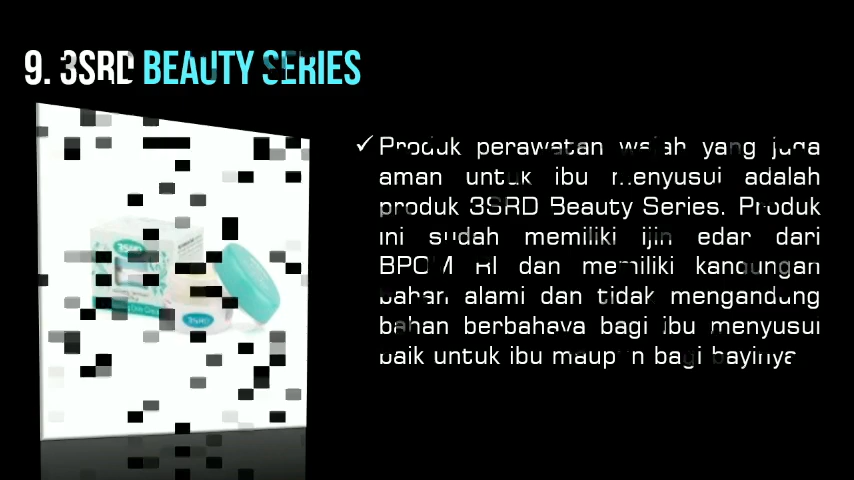 9. 3SRD BEAUTY SERIES
✓ Produk perawatan wajah yang juga
aman untuk ibu menyusui adalah
produk 3SRD Beauty Series. Produk
ini sudah memiliki ijin edar dari
BPOM RI dan memiliki kandungan
bahan alami dan tidak mengandung
bahan berbahaya bagi ibu menyusui
baik untuk ibu maupun bagi bayinya